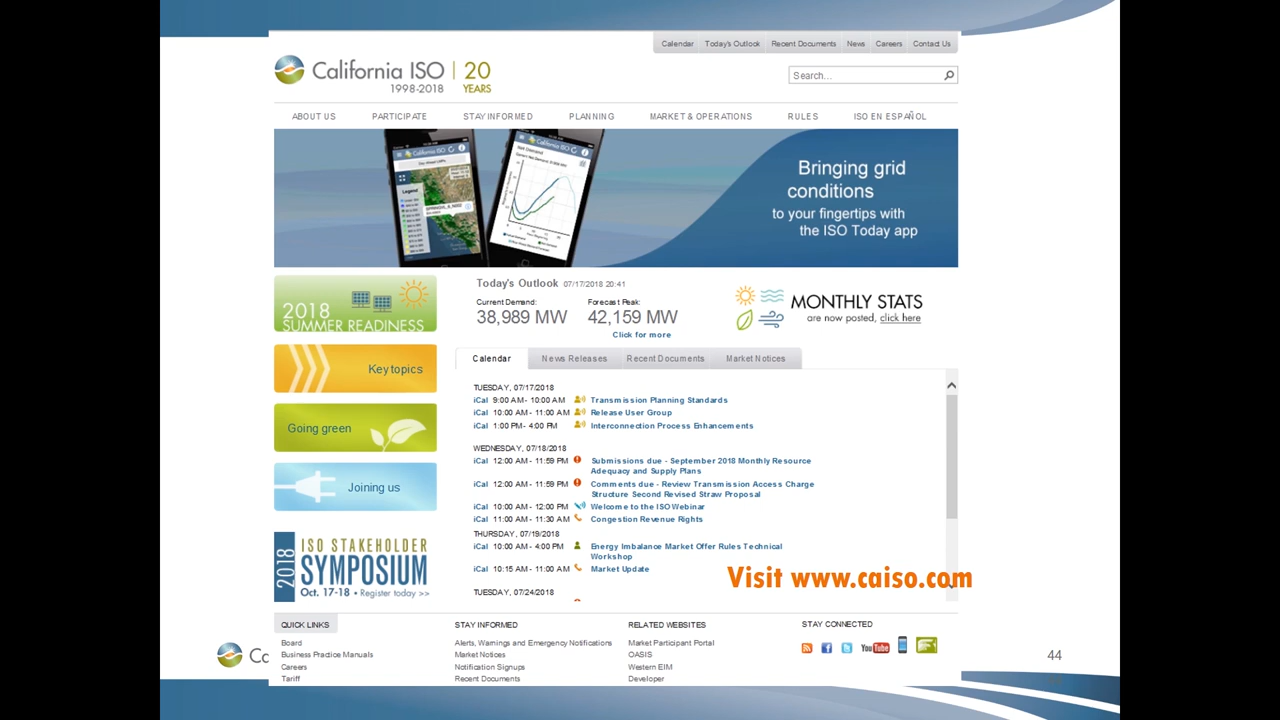 Calendar Today's Outlook Recent Documents News Careers Contact Us
California ISO | 20
1998-2018 YEARS
Search...
ABOUT US PARTICIPATE STAY INFORMED PLANNING MARKET & OPERATIONS RULES ISO EN ESPAÑOL
California ISO
Legend
California ISO
Net Demand
Bringing grid
conditions
to your fingertips with
the ISO Today app
2018
SUMMER READINESS
Key topics
Going green
Joining us
2018 ISO STAKEHOLDER
SYMPOSIUM
Oct. 17-18 • Register today >>
Today's Outlook 07/17/2018 20:41
Current Demand: Forecast Peak:
38,989 MW 42,159 MW
Click for more
MONTHLY STATS
are now posted, click here
Calendar News Releases Recent Documents Market Notices
TUESDAY, 07/17/2018
iCal 9:00 AM - 10:00 AM Transmission Planning Standards
iCal 10:00 AM - 11:00 AM Release User Group
iCal 1:00 PM - 4:00 PM Interconnection Process Enhancements
WEDNESDAY, 07/18/2018
iCal 12:00 AM - 11:59 PM Submissions due - September 2018 Monthly Resource
Adequacy and Supply Plans
iCal 12:00 AM - 11:59 PM Comments due - Review Transmission Access Charge
Structure Second Revised Straw Proposal
iCal 10:00 AM - 12:00 PM Welcome to the ISO Webinar
iCal 11:00 AM - 11:30 AM Congestion Revenue Rights
THURSDAY, 07/19/2018
iCal 10:00 AM - 4:00 PM Energy Imbalance Market Offer Rules Technical
Workshop
iCal 10:15 AM - 11:00 AM Market Update
TUESDAY, 07/24/2018
Visit www.caiso.com
QUICK LINKS
Board
Business Practice Manuals
Careers
Tariff
STAY INFORMED
Alerts, Warnings and Emergency Notifications
Market Notices
Notification Signups
Recent Documents
RELATED WEBSITES
Market Participant Portal
OASIS
Western EIM
Developer
STAY CONNECTED
You Tube
44